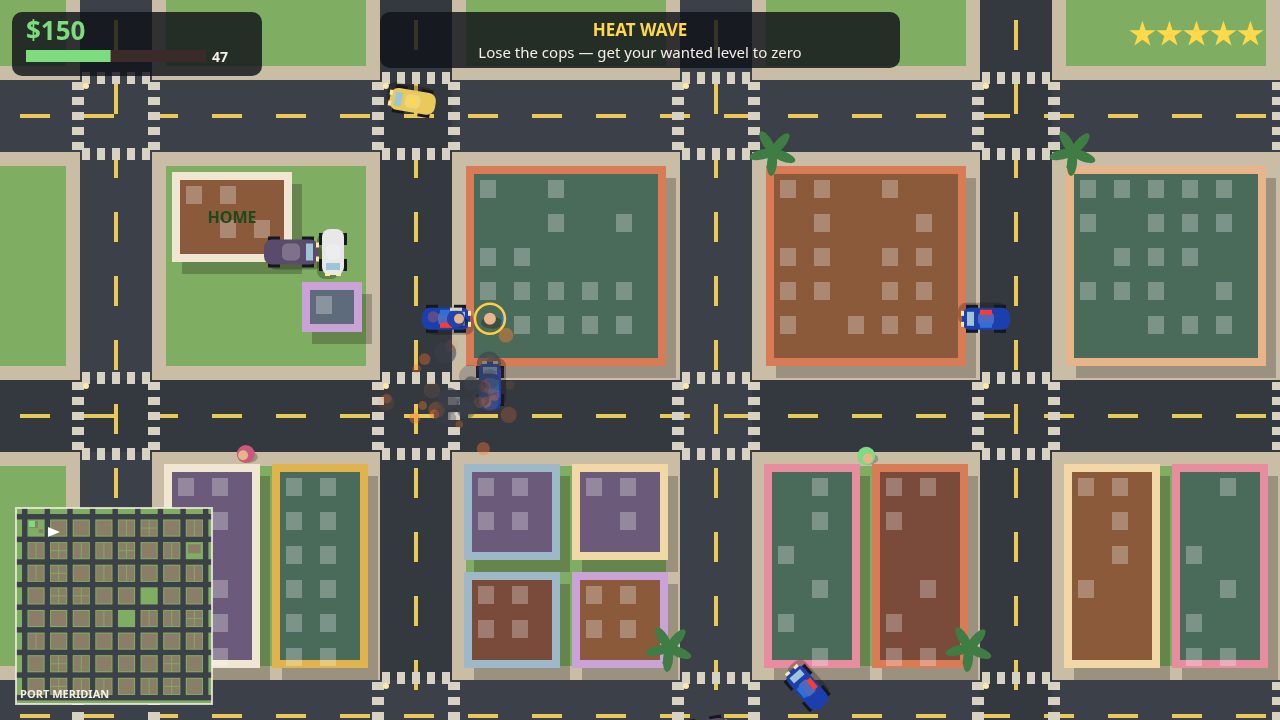 $150
47
HEAT WAVE
Lose the cops — get your wanted level to zero
HOME
PORT MERIDIAN